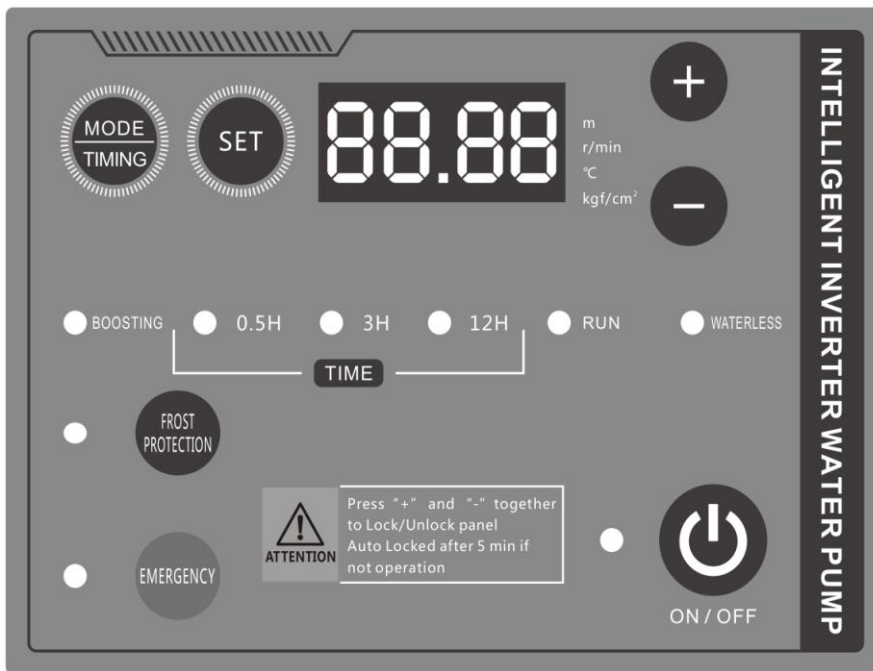 MODE
TIMING
SET
88.88
m
r/min
℃
kgf/cm²
+
−
BOOSTING
0.5H
3H
12H
RUN
WATERLESS
TIME
FROST
PROTECTION
Press “+” and “-” together
to Lock/Unlock panel
Auto Locked after 5 min if
not operation
ATTENTION
EMERGENCY
ON / OFF
INTELLIGENT INVERTER WATER PUMP